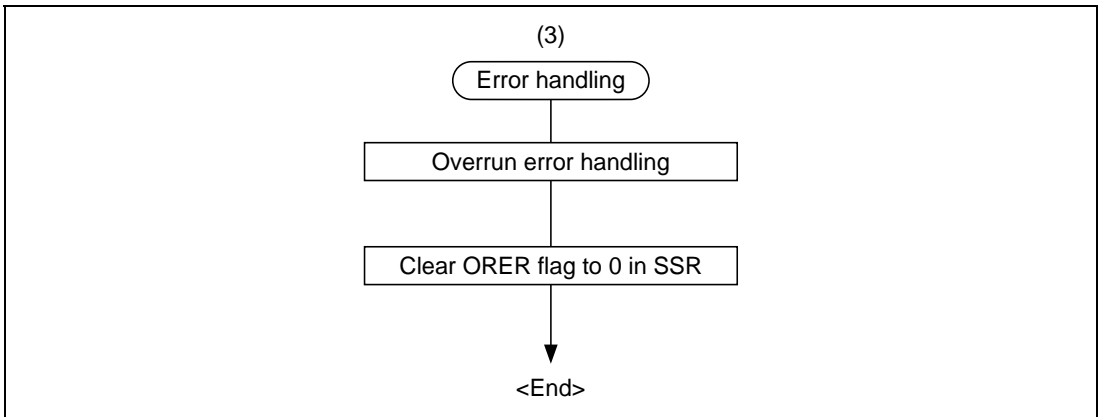 (3)
Error handling
Overrun error handling
Clear ORER flag to 0 in SSR
<End>